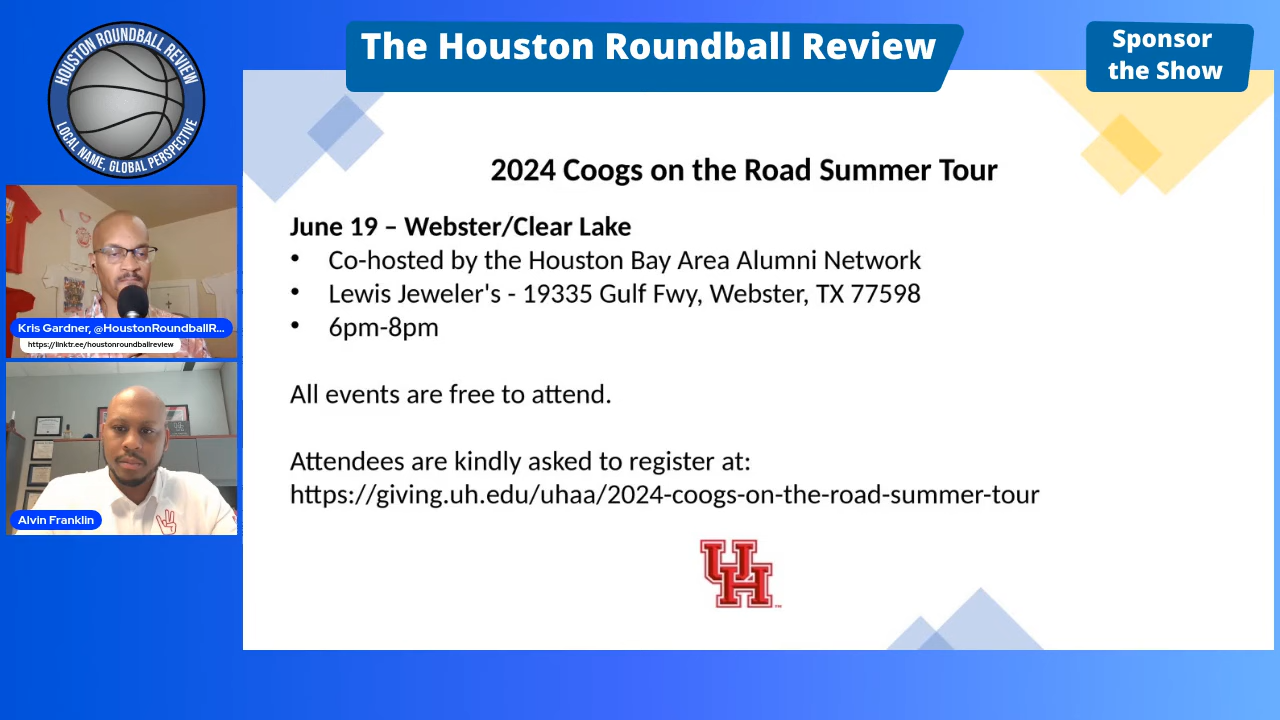 HOUSTON ROUNDBALL REVIEW
LOCAL NAME, GLOBAL PERSPECTIVE
The Houston Roundball Review
Sponsor
the Show
Kris Gardner, @HoustonRoundballR...
https://linktr.ee/houstonroundballreview
Alvin Franklin
2024 Coogs on the Road Summer Tour
June 19 – Webster/Clear Lake
• Co-hosted by the Houston Bay Area Alumni Network
• Lewis Jeweler's - 19335 Gulf Fwy, Webster, TX 77598
• 6pm-8pm
All events are free to attend.
Attendees are kindly asked to register at:
https://giving.uh.edu/uhaa/2024-coogs-on-the-road-summer-tour
UH